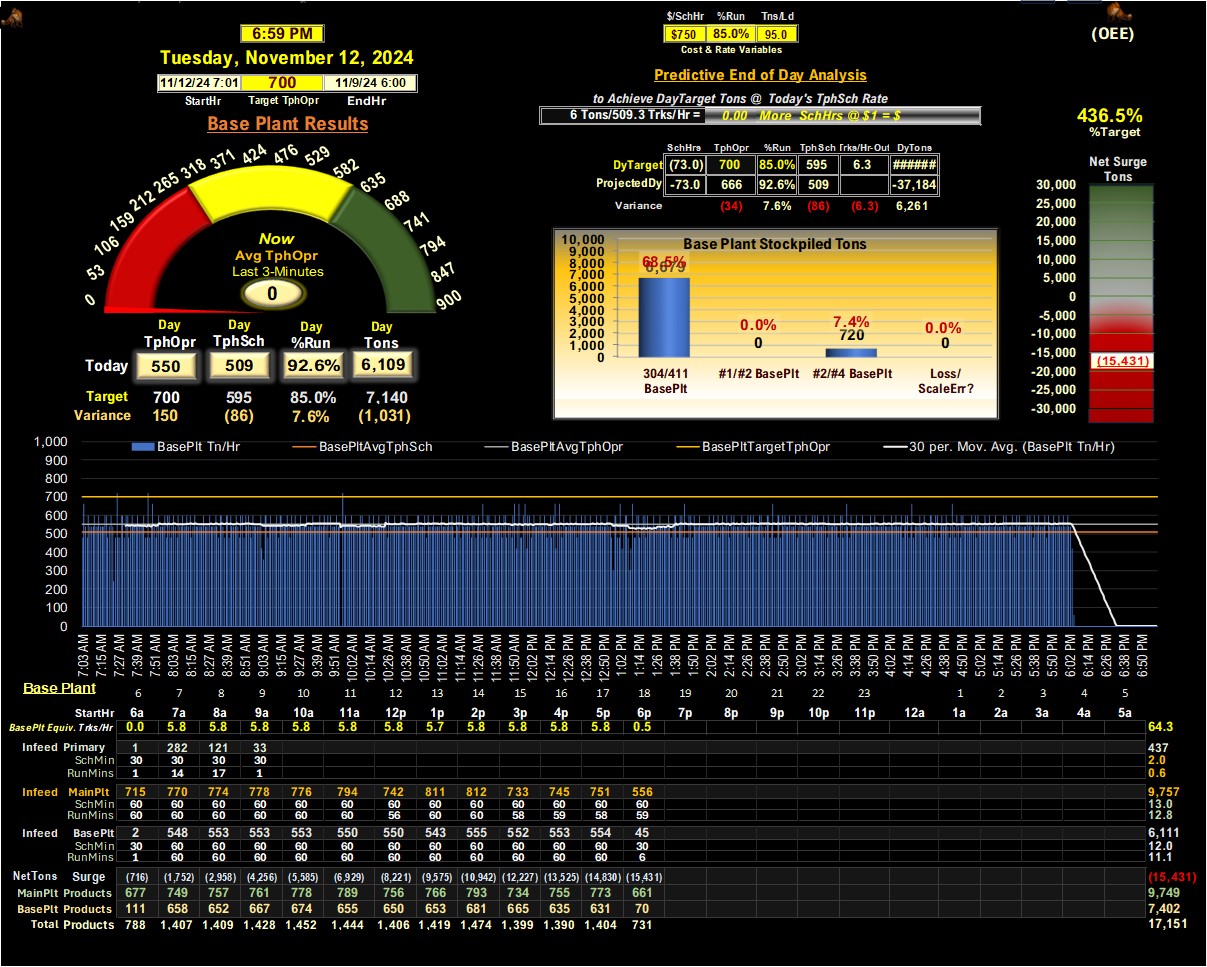 $/SchHr %Run Tns/Ld
6:59 PM
$750 85.0% 95.0
(OEE)
Cost & Rate Variables
Tuesday, November 12, 2024
11/12/24 7:01 700 11/9/24 6:00
StartHr Target TphOpr EndHr
Base Plant Results
Predictive End of Day Analysis
to Achieve DayTarget Tons @ Today's TphSch Rate
6 Tons/509.3 Trks/Hr = 0.00 More SchHrs @ $1 = $
436.5%
%Target
SchHrs TphOpr %Run TphSch Trks/Hr-Out DyTons
DyTarget (73.0) 700 85.0% 595 6.3 ######
ProjectedDy -73.0 666 92.6% 509 -37,184
Variance (34) 7.6% (86) (6.3) 6,261
Net Surge
Tons
30,000
25,000
20,000
15,000
10,000
5,000
0
-5,000
-10,000
-15,000
(15,431)
-20,000
-25,000
-30,000
0 53 106 159 212 265 318 371 424 476 529 582 635 688 741 794 847 900
Now
Avg TphOpr
Last 3-Minutes
0
Day Day Day Day
TphOpr TphSch %Run Tons
Today 550 509 92.6% 6,109
Target 700 595 85.0% 7,140
Variance 150 (86) 7.6% (1,031)
Base Plant Stockpiled Tons
10,000
9,000
8,000
7,000
6,000
5,000
4,000
3,000
2,000
1,000
0
68.5% 0.0% 7.4% 0.0%
6,679 0 720 0
304/411 #1/#2 BasePlt #2/#4 BasePlt Loss/
BasePlt ScaleErr?
BasePlt Tn/Hr BasePltAvgTphSch BasePltAvgTphOpr BasePltTargetTphOpr 30 per. Mov. Avg. (BasePlt Tn/Hr)
1,000
900
800
700
600
500
400
300
200
100
0
7:03 AM 7:15 AM 7:27 AM 7:39 AM 7:51 AM 8:03 AM 8:27 AM 8:39 AM 8:51 AM 9:03 AM 9:15 AM 9:27 AM 9:39 AM 9:51 AM 10:14 AM 10:26 AM 10:38 AM 10:50 AM 11:02 AM 11:14 AM 11:26 AM 11:38 AM 11:50 AM 12:02 PM 12:14 PM 12:26 PM 12:38 PM 12:50 PM 1:02 PM 1:14 PM 1:26 PM 1:38 PM 1:50 PM 2:02 PM 2:14 PM 2:26 PM 2:38 PM 2:50 PM 3:02 PM 3:14 PM 3:26 PM 3:38 PM 3:50 PM 4:02 PM 4:14 PM 4:26 PM 4:38 PM 4:50 PM 5:02 PM 5:14 PM 5:26 PM 5:38 PM 5:50 PM 6:02 PM 6:14 PM 6:26 PM 6:38 PM 6:50 PM
Base Plant 6 7 8 9 10 11 12 13 14 15 16 17 18 19 20 21 22 23 1 2 3 4 5
StartHr 6a 7a 8a 9a 10a 11a 12p 1p 2p 3p 4p 5p 6p 7p 8p 9p 10p 11p 12a 1a 2a 3a 4a 5a
BasePlt Equiv. Trks/Hr 0.0 5.8 5.8 5.8 5.8 5.8 5.8 5.7 5.8 5.8 5.8 5.8 0.5 64.3
Infeed Primary 1 282 121 33 437
SchMin 30 30 30 30 2.0
RunMins 1 14 17 1 0.6
Infeed MainPlt 715 770 774 778 776 794 742 811 812 733 745 751 556 9,757
SchMin 60 60 60 60 60 60 60 60 60 60 60 60 60 13.0
RunMins 60 60 60 60 60 60 56 60 60 58 59 58 59 12.8
Infeed BasePlt 2 548 553 553 553 550 550 543 555 552 553 554 45 6,111
SchMin 30 60 60 60 60 60 60 60 60 60 60 60 30 12.0
RunMins 1 60 60 60 60 60 60 60 60 60 60 60 6 11.1
NetTons Surge (716) (1,752) (2,958) (4,256) (5,585) (6,929) (8,221) (9,575) (10,942) (12,227) (13,525) (14,830) (15,431) (15,431)
MainPlt Products 677 749 757 761 778 789 756 766 793 734 755 773 661 9,749
BasePlt Products 111 658 652 667 674 655 650 653 681 665 635 631 70 7,402
Total Products 788 1,407 1,409 1,428 1,452 1,444 1,406 1,419 1,474 1,399 1,390 1,404 731 17,151